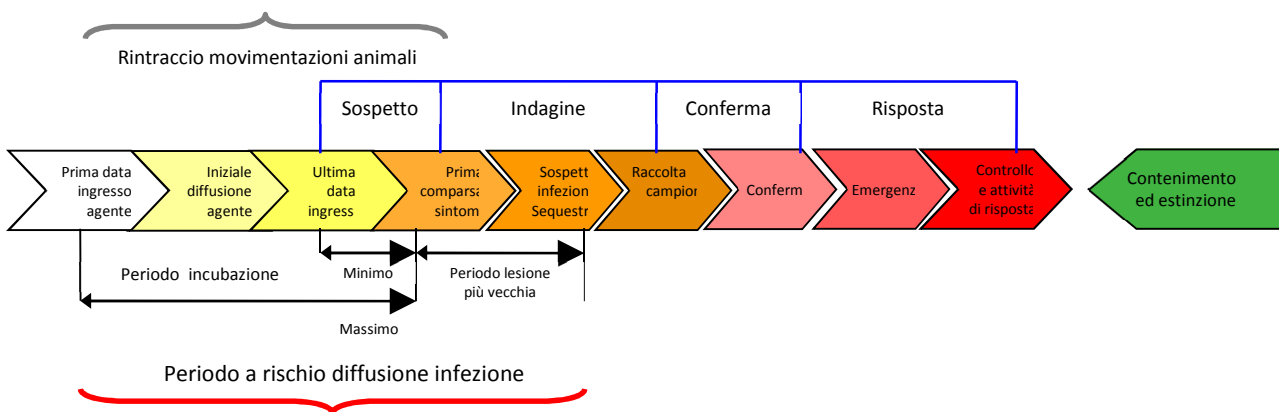 Rintraccio movimentazioni animali
Sospetto
Indagine
Conferma
Risposta
Prima data
ingresso
agente
Iniziale
diffusione
agente
Ultima
data
ingress
Prima
comparsa
sintom
Sospett
infezion
Sequestr
Raccolta
campion
Conferm
Emergenz
Controllo
e attività
di risposta
Contenimento
ed estinzione
Periodo incubazione
Minimo
Periodo lesione
più vecchia
Massimo
Periodo a rischio diffusione infezione